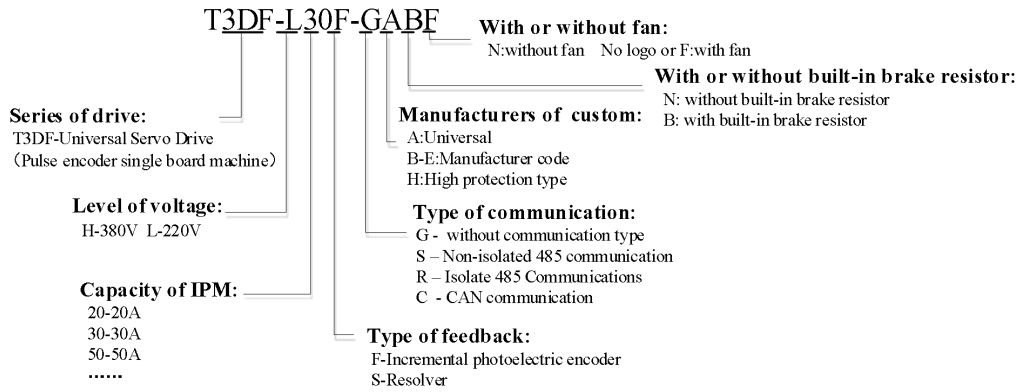 T3DF-L30F-GABF
With or without fan:
N:without fan No logo or F:with fan
With or without built-in brake resistor:
N: without built-in brake resistor
B: with built-in brake resistor
Series of drive:
T3DF-Universal Servo Drive
（Pulse encoder single board machine）
Manufacturers of custom:
A:Universal
B-E:Manufacturer code
H:High protection type
Level of voltage:
H-380V L-220V
Type of communication:
G - without communication type
S – Non-isolated 485 communication
R – Isolate 485 Communications
C - CAN communication
Capacity of IPM:
20-20A
30-30A
50-50A
······
Type of feedback:
F-Incremental photoelectric encoder
S-Resolver